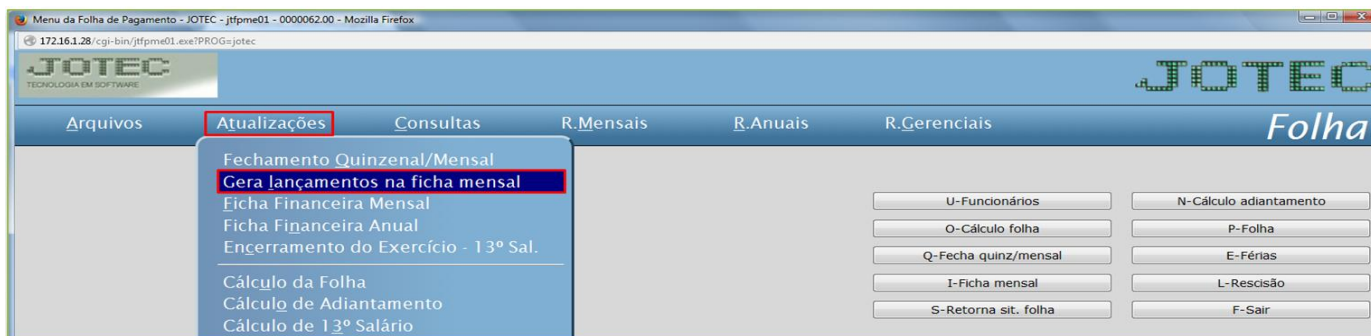 Menu da Folha de Pagamento - JOTEC - jtfpme01 - 0000062.00 - Mozilla Firefox
172.16.1.28/cgi-bin/jtfpme01.exe?PROG=jotec
JOTEC
TECNOLOGIA EM SOFTWARE
JOTEC
Arquivos Atualizações Consultas R.Mensais R.Anuais R.Gerenciais Folha
Fechamento Quinzenal/Mensal
Gera lançamentos na ficha mensal
Ficha Financeira Mensal
Ficha Financeira Anual
Encerramento do Exercício - 13º Sal.
Cálculo da Folha
Cálculo de Adiantamento
Cálculo de 13º Salário
U-Funcionários N-Cálculo adiantamento
O-Cálculo folha P-Folha
Q-Fecha quinz/mensal E-Férias
I-Ficha mensal L-Rescisão
S-Retorna sit. folha F-Sair